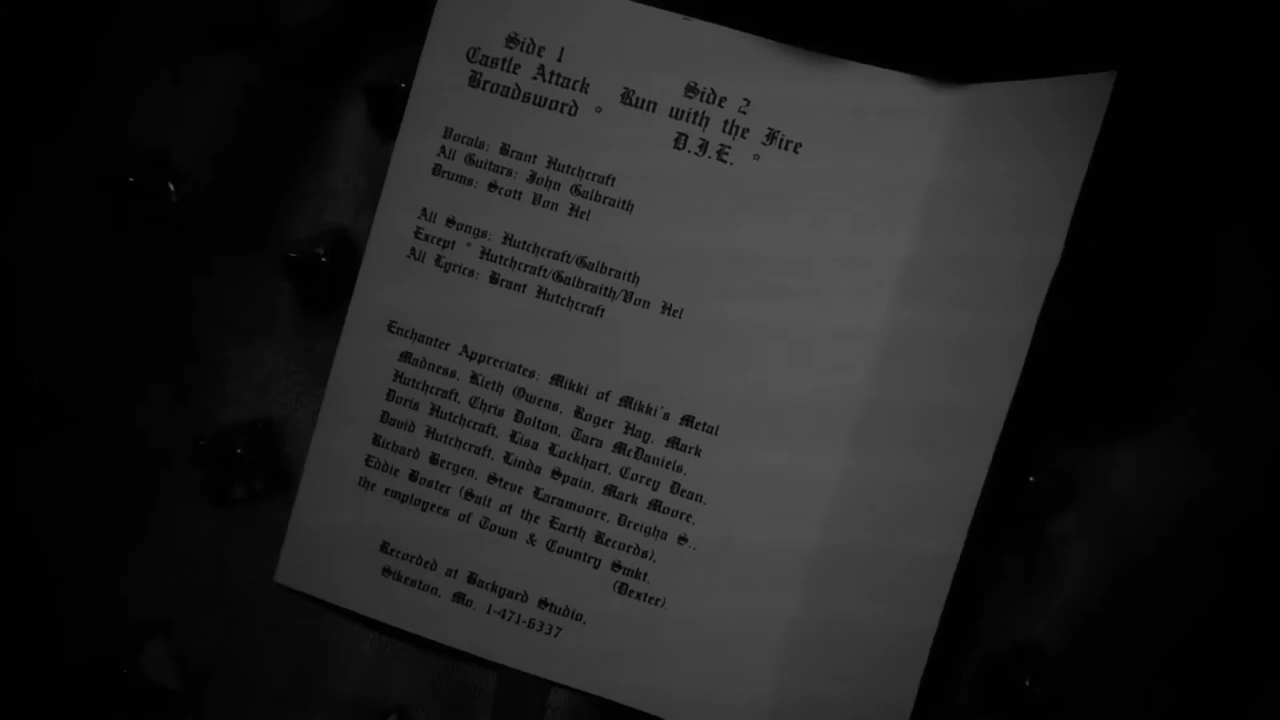 Side 1
Castle Attack
Broadsword *
Side 2
Run with the Fire
D.I.E. *
Vocals: Brant Hutchcraft
All Guitars: John Galbraith
Drums: Scott Von Hel
All Songs: Hutchcraft/Galbraith
Except * Hutchcraft/Galbraith/Von Hel
All Lyrics: Brant Hutchcraft
Enchanter Appreciates: Mikki of Mikki's Metal
Madness, Kieth Owens, Roger Hay, Mark
Hutchcraft, Chris Dolton, Tara McDaniels,
Doris Hutchcraft, Lisa Lockhart, Corey Dean,
David Hutchcraft, Linda Spain, Mark Moore,
Richard Bergen, Steve Laramoore, Dreigha S.,
Eddie Boster (Salt of the Earth Records),
the employees of Town & Country Smkt.
(Dexter).
Recorded at Backyard Studio,
Sikeston, Mo. 1-471-6337